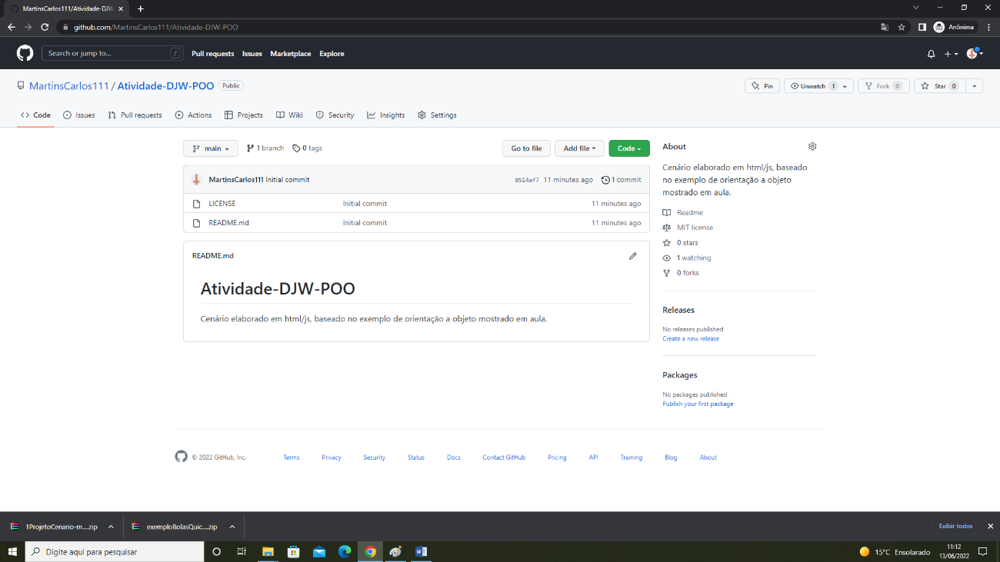 MartinsCarlos111/Atividade-DJW
github.com/MartinsCarlos111/Atividade-DJW-POO
Anônima
Search or jump to...
/
Pull requests
Issues
Marketplace
Explore
MartinsCarlos111 / Atividade-DJW-POO
Public
Pin
Unwatch 1
Fork 0
Star 0
Code
Issues
Pull requests
Actions
Projects
Wiki
Security
Insights
Settings
main
1 branch
0 tags
Go to file
Add file
Code
MartinsCarlos111 Initial commit
0514af7 11 minutes ago
1 commit
LICENSE
Initial commit
11 minutes ago
README.md
Initial commit
11 minutes ago
README.md
Atividade-DJW-POO
Cenário elaborado em html/js, baseado no exemplo de orientação a objeto mostrado em aula.
About
Cenário elaborado em html/js, baseado
no exemplo de orientação a objeto
mostrado em aula.
Readme
MIT license
0 stars
1 watching
0 forks
Releases
No releases published
Create a new release
Packages
No packages published
Publish your first package
© 2022 GitHub, Inc.
Terms
Privacy
Security
Status
Docs
Contact GitHub
Pricing
API
Training
Blog
About
1ProjetoCenario-m....zip
exemploBolasQuic....zip
Exibir todos
Digite aqui para pesquisar
15°C Ensolarado
11:12
13/06/2022